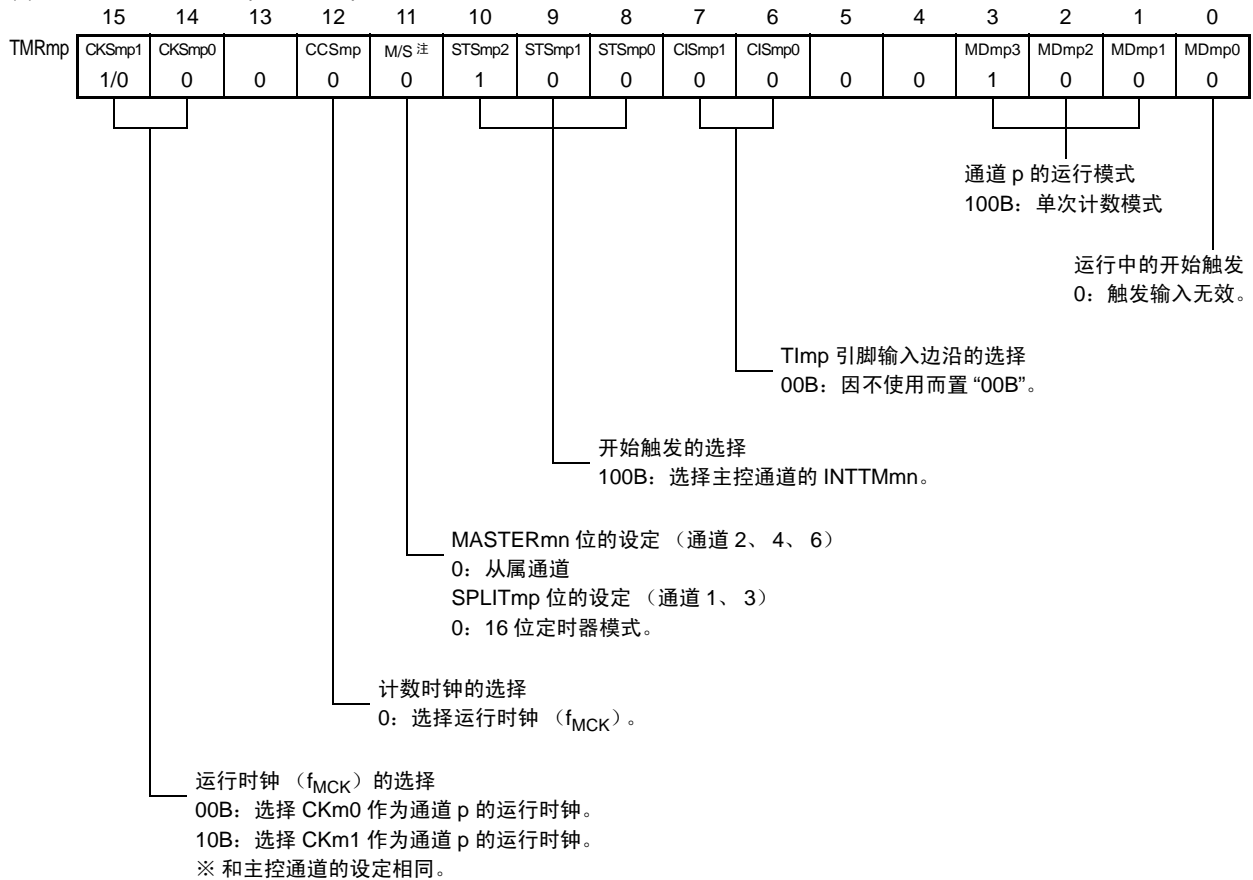 15 14 13 12 11 10 9 8 7 6 5 4 3 2 1 0
TMRmp CKSmp1 CKSmp0 CCSmp M/S 注 STSmp2 STSmp1 STSmp0 CISmp1 CISmp0 MDmp3 MDmp2 MDmp1 MDmp0
1/0 0 0 0 0 1 0 0 0 0 0 0 1 0 0 0
通道 p 的运行模式
100B：单次计数模式
运行中的开始触发
0：触发输入无效。
TImp 引脚输入边沿的选择
00B：因不使用而置 “00B”。
开始触发的选择
100B：选择主控通道的 INTTMmn。
MASTERmn 位的设定 （通道 2、 4、 6）
0：从属通道
SPLITmp 位的设定 （通道 1、 3）
0：16 位定时器模式。
计数时钟的选择
0：选择运行时钟 （fMCK）。
运行时钟 （fMCK）的选择
00B：选择 CKm0 作为通道 p 的运行时钟。
10B：选择 CKm1 作为通道 p 的运行时钟。
※ 和主控通道的设定相同。